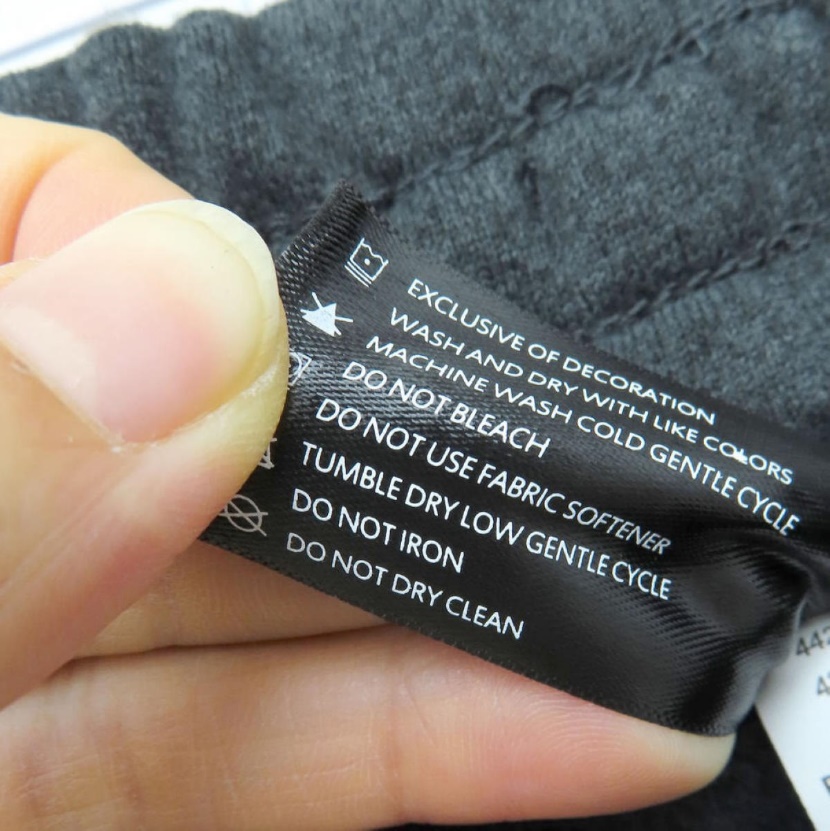 EXCLUSIVE OF DECORATION
WASH AND DRY WITH LIKE COLORS
MACHINE WASH COLD GENTLE CYCLE
DO NOT BLEACH
DO NOT USE FABRIC SOFTENER
TUMBLE DRY LOW GENTLE CYCLE
DO NOT IRON
DO NOT DRY CLEAN